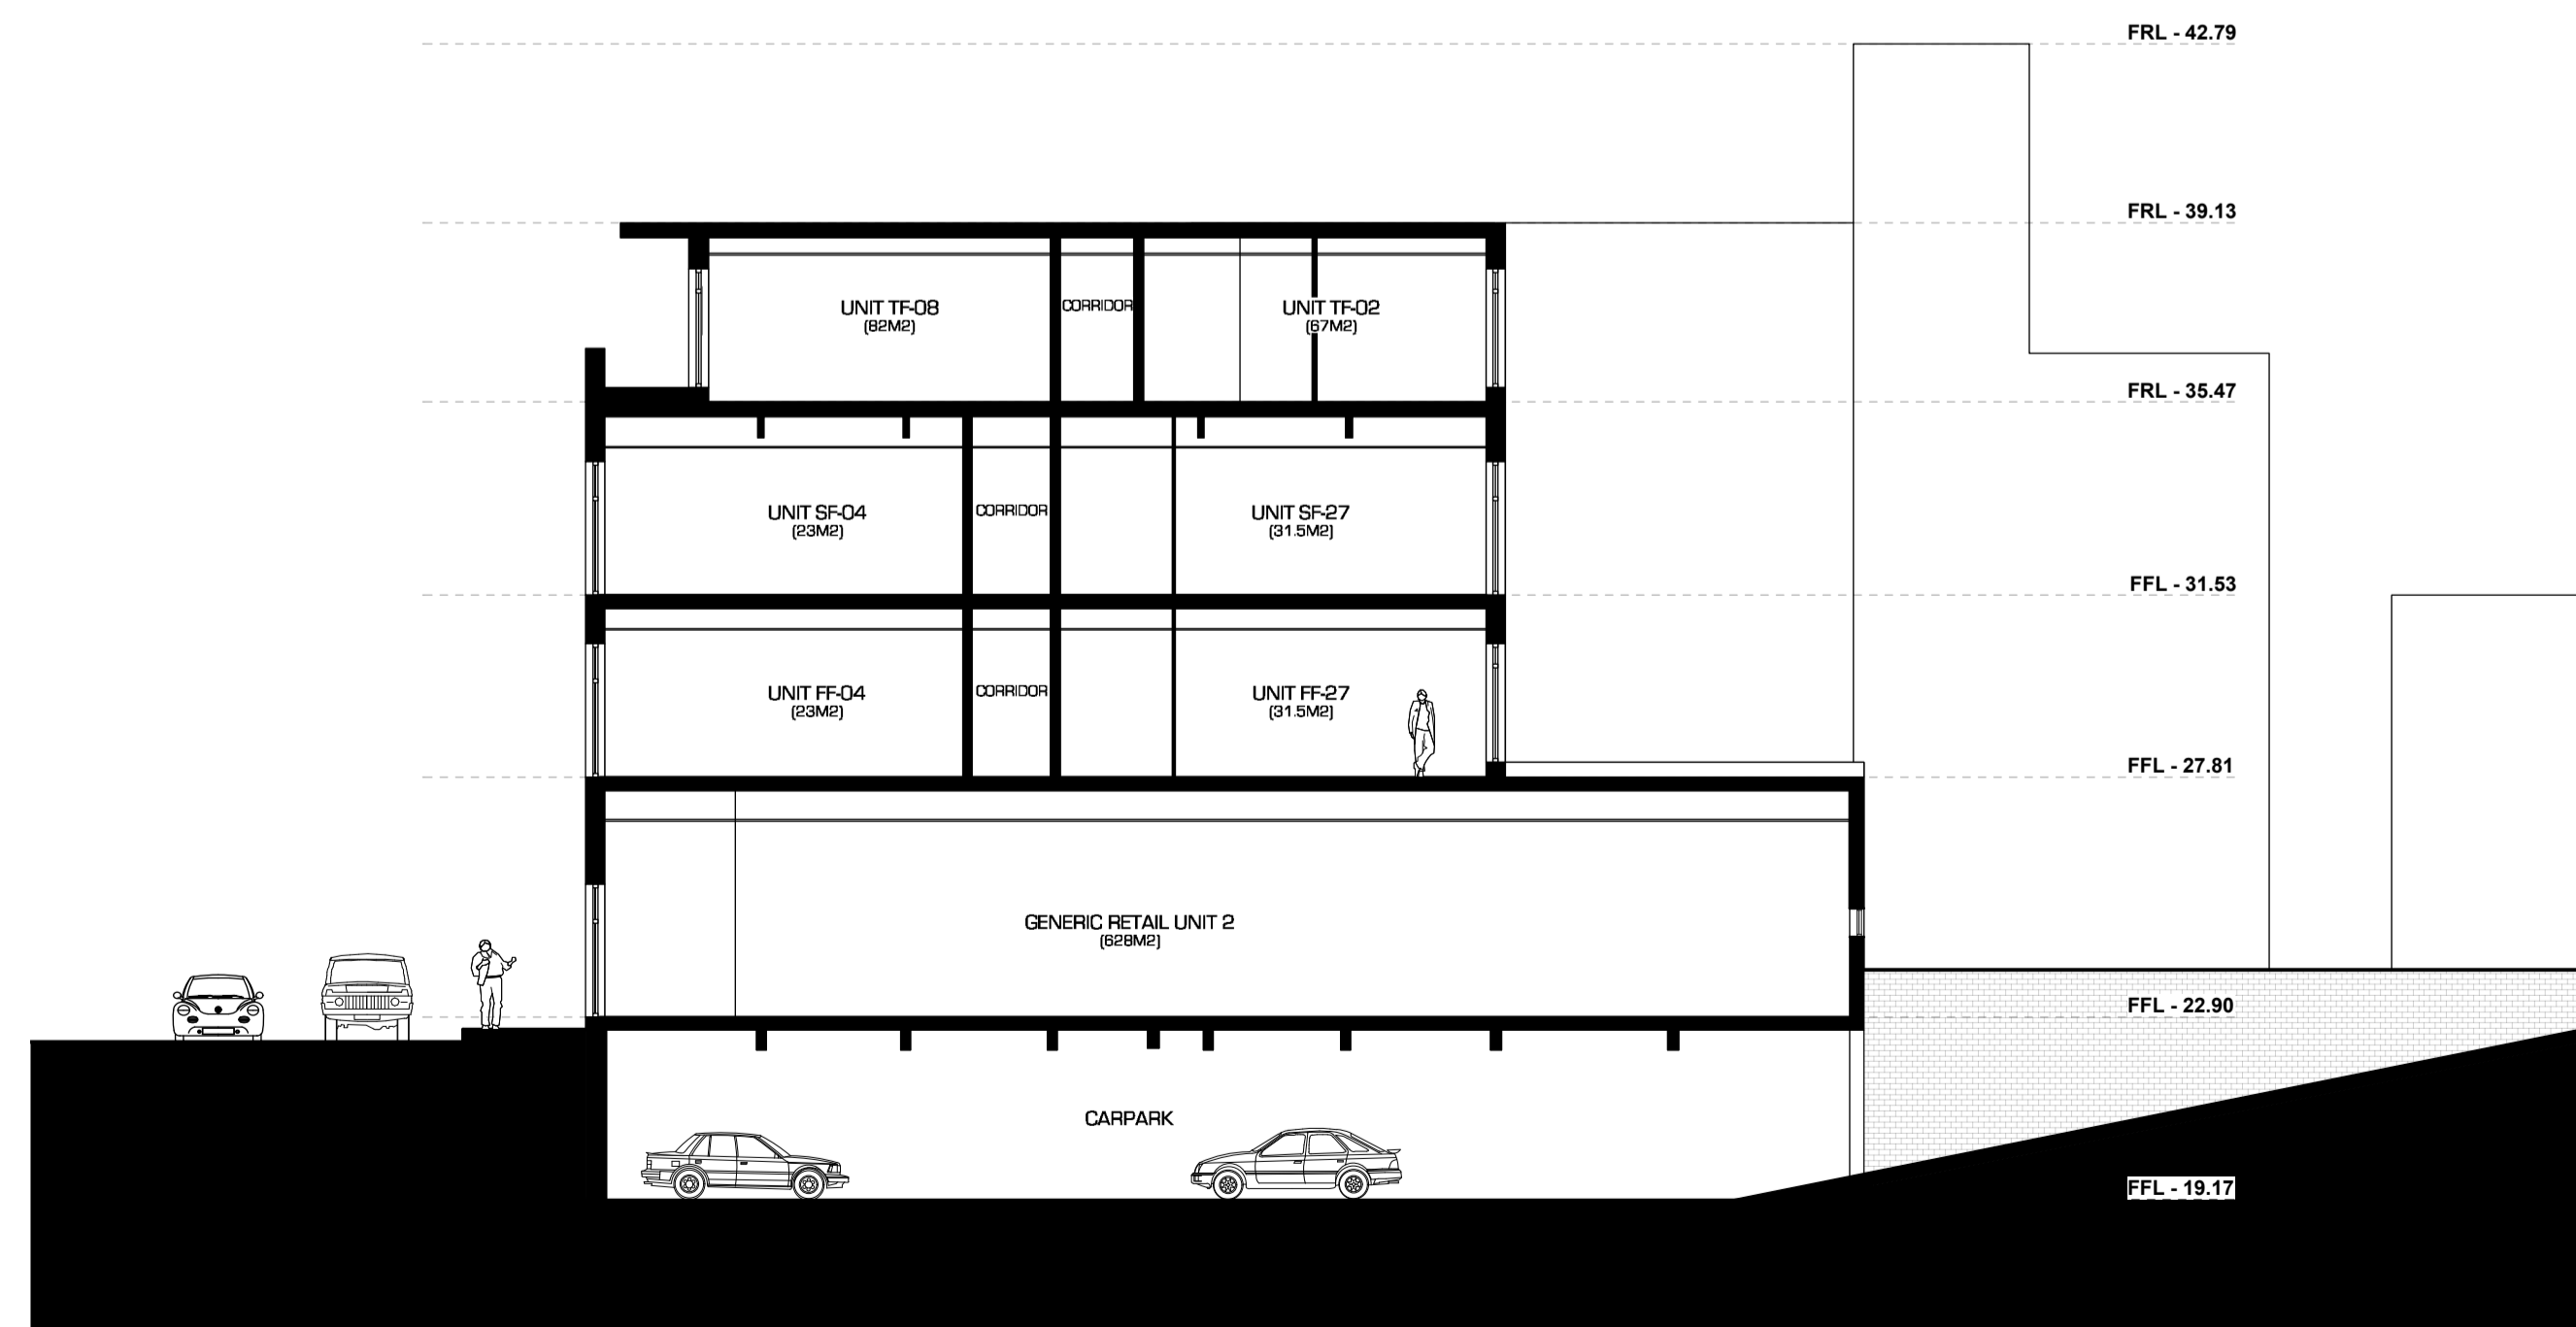 FRL - 42.79
FRL - 39.13
UNIT TF-08
(82M2)
CORRIDOR
UNIT TF-02
(67M2)
FRL - 35.47
UNIT SF-04
(23M2)
CORRIDOR
UNIT SF-27
(31.5M2)
FFL - 31.53
UNIT FF-04
(23M2)
CORRIDOR
UNIT FF-27
(31.5M2)
FFL - 27.81
GENERIC RETAIL UNIT 2
(628M2)
FFL - 22.90
CARPARK
FFL - 19.17